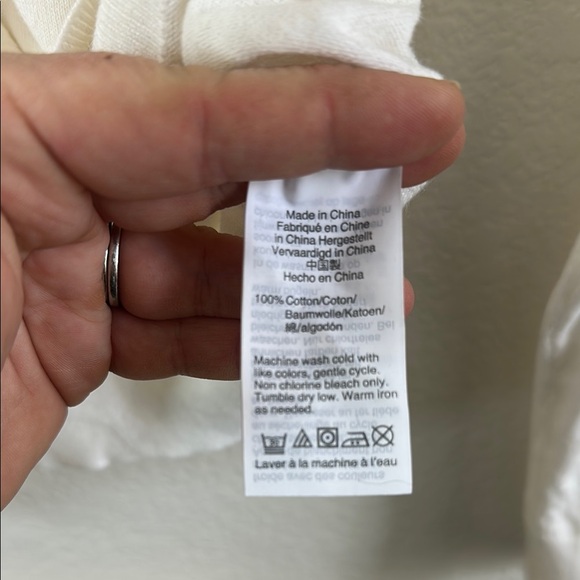 Made in China
Fabriqué en Chine
in China Hergestellt
Vervaardigd in China
中国製
Hecho en China
100% Cotton/Coton/
Baumwolle/Katoen/
綿/algodón
Machine wash cold with
like colors, gentle cycle.
Non chlorine bleach only.
Tumble dry low. Warm iron
as needed.
Laver à la machine à l'eau